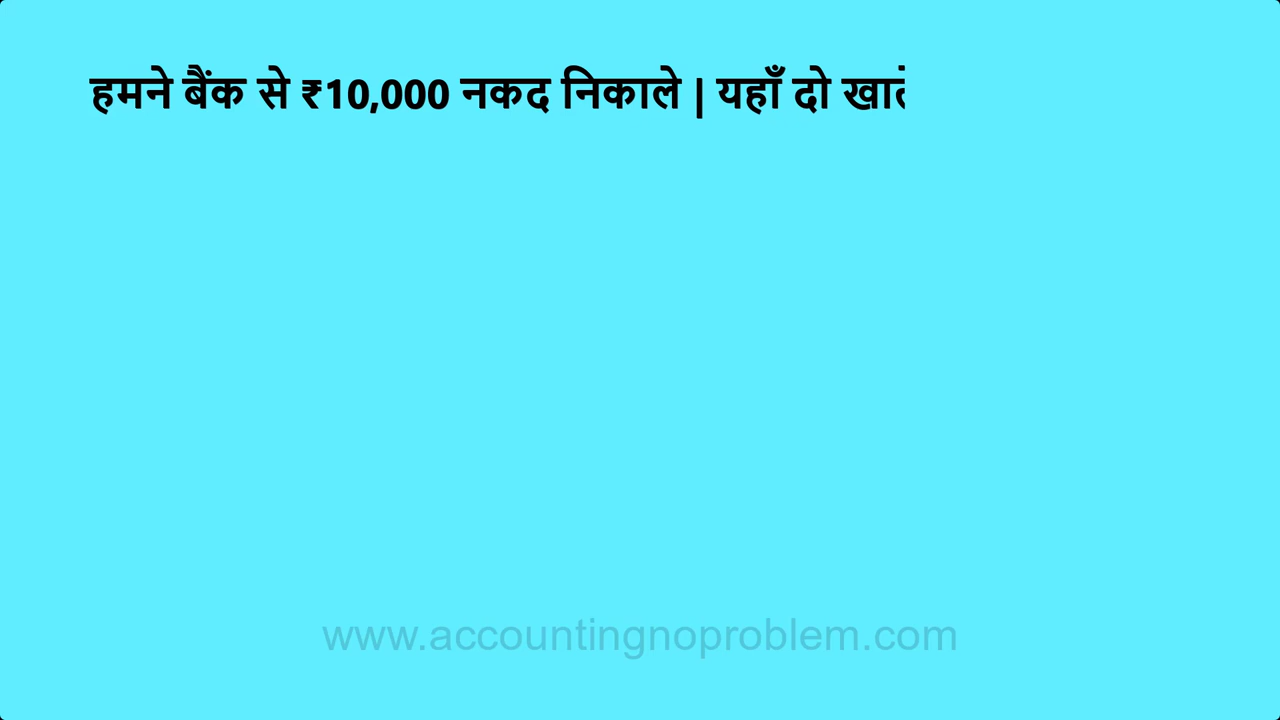 हमने बैंक से ₹10,000 नकद निकाले | यहाँ दो
www.accountingnoproblem.com